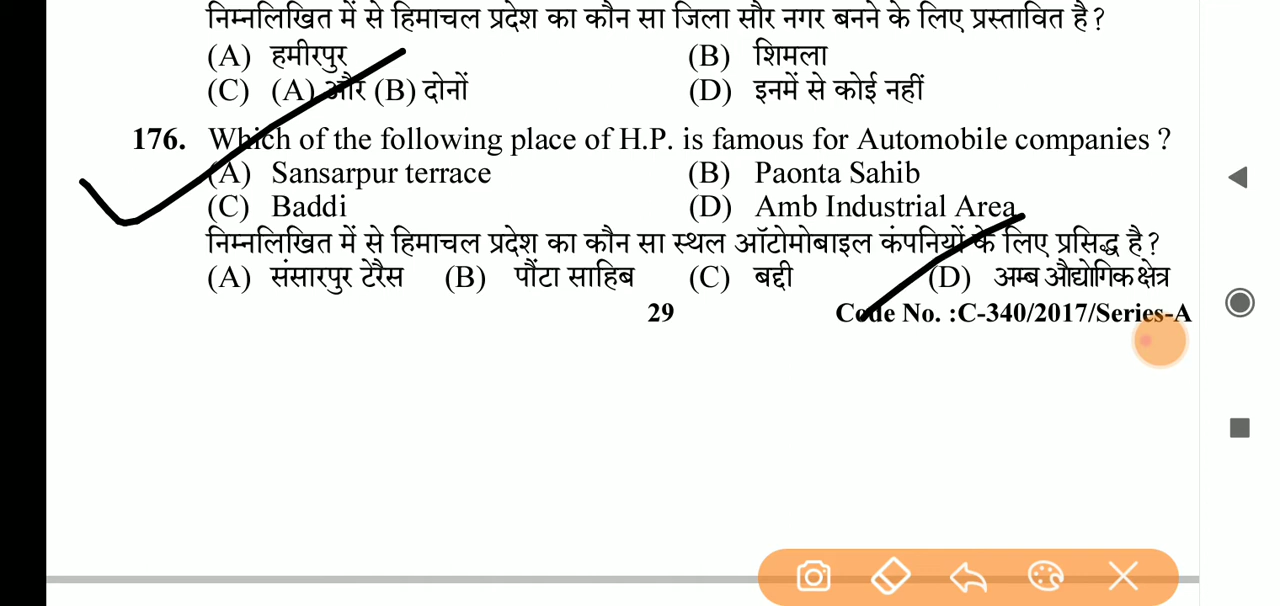 निम्नलिखित में से हिमाचल प्रदेश का कौन सा जिला सौर नगर बनने के लिए प्रस्तावित है?
(A) हमीरपुर (B) शिमला
(C) (A) और (B) दोनों (D) इनमें से कोई नहीं
176. Which of the following place of H.P. is famous for Automobile companies ?
(A) Sansarpur terrace (B) Paonta Sahib
(C) Baddi (D) Amb Industrial Area
निम्नलिखित में से हिमाचल प्रदेश का कौन सा स्थल ऑटोमोबाइल कंपनियों के लिए प्रसिद्ध है?
(A) संसारपुर टेरैस (B) पौंटा साहिब (C) बद्दी (D) अम्ब औद्योगिक क्षेत्र
29 Code No. :C-340/2017/Series-A